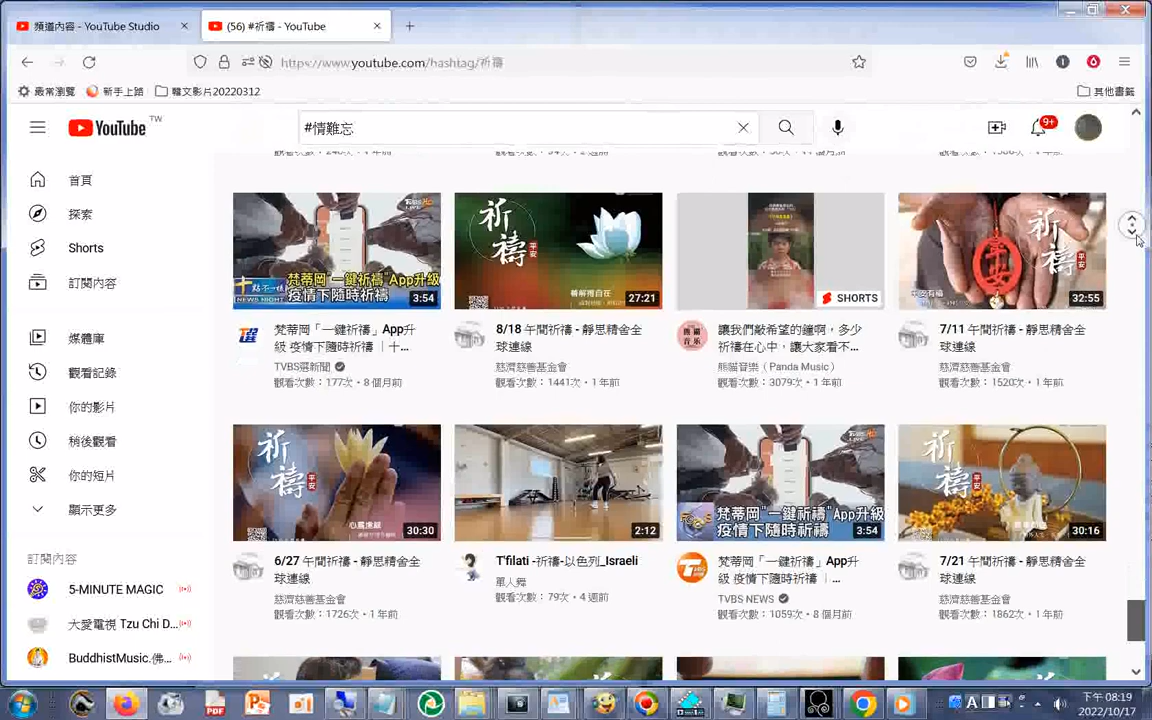 頻道內容 - YouTube Studio
(56) #祈禱 - YouTube
https://www.youtube.com/hashtag/祈禱
最常瀏覽
新手上路
韓文影片20220312
其他書籤
YouTube TW
#情難忘
9+
首頁
探索
Shorts
訂閱內容
媒體庫
觀看記錄
你的影片
稍後觀看
你的短片
顯示更多
訂閱內容
5-MINUTE MAGIC
大愛電視 Tzu Chi D...
BuddhistMusic.佛...
梵蒂岡"一鍵祈禱"App升級
疫情下隨時祈禱
NEWS NIGHT
3:54
祈禱
平安
27:21
SHORTS
祈禱
平安
32:55
梵蒂岡「一鍵祈禱」App升
級 疫情下隨時祈禱 | 十...
TVBS選新聞
觀看次數：177次 · 8 個月前
8/18 午間祈禱 - 靜思精舍全
球連線
慈濟慈善基金會
觀看次數：1441次 · 1 年前
讓我們敲希望的鐘啊，多少
祈禱在心中，讓大家看不...
熊貓音樂（Panda Music）
觀看次數：3079次 · 1 年前
7/11 午間祈禱 - 靜思精舍全
球連線
慈濟慈善基金會
觀看次數：1520次 · 1 年前
祈禱
平安
30:30
2:12
梵蒂岡"一鍵祈禱"App升級
疫情下隨時祈禱
3:54
祈禱
平安
30:16
6/27 午間祈禱 - 靜思精舍全
球連線
慈濟慈善基金會
觀看次數：1726次 · 1 年前
T'filati -祈禱-以色列_Israeli
單人舞
觀看次數：79次 · 4 週前
梵蒂岡「一鍵祈禱」App升
級 疫情下隨時祈禱 | ...
TVBS NEWS
觀看次數：1059次 · 8 個月前
7/21 午間祈禱 - 靜思精舍全
球連線
慈濟慈善基金會
觀看次數：1862次 · 1 年前
PDF
下午 08:19
2022/10/17